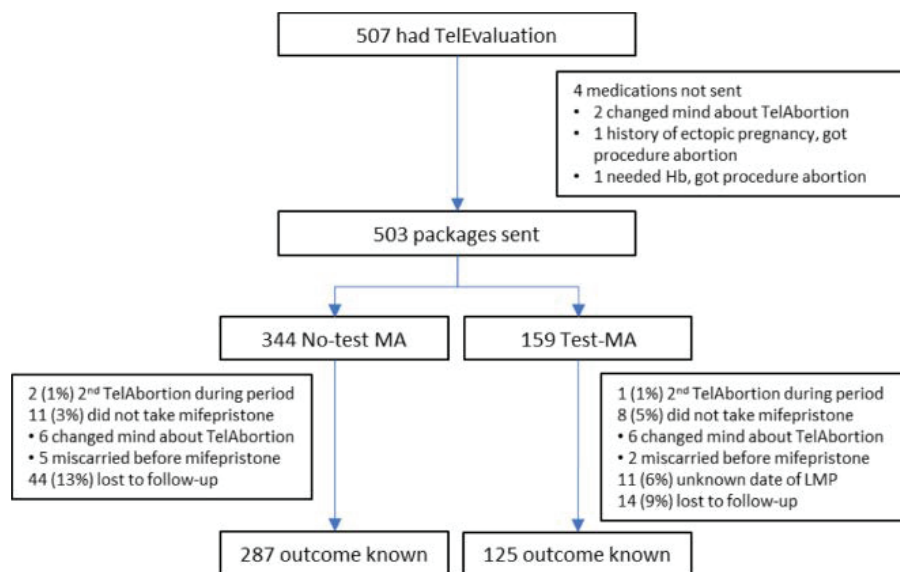 507 had TelEvaluation
4 medications not sent
• 2 changed mind about TelAbortion
• 1 history of ectopic pregnancy, got
procedure abortion
• 1 needed Hb, got procedure abortion
503 packages sent
344 No-test MA
159 Test-MA
2 (1%) 2nd TelAbortion during period
11 (3%) did not take mifepristone
• 6 changed mind about TelAbortion
• 5 miscarried before mifepristone
44 (13%) lost to follow-up
1 (1%) 2nd TelAbortion during period
8 (5%) did not take mifepristone
• 6 changed mind about TelAbortion
• 2 miscarried before mifepristone
11 (6%) unknown date of LMP
14 (9%) lost to follow-up
287 outcome known
125 outcome known